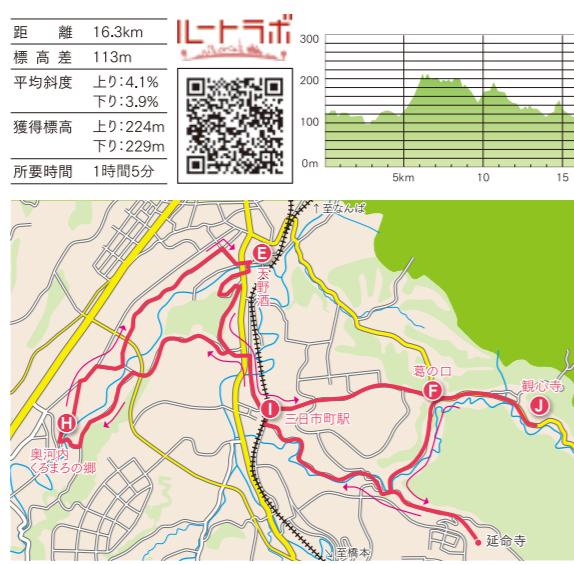 距離 16.3km
標高差 113m
平均斜度 上り:4.1%
下り:3.9%
獲得標高 上り:224m
下り:229m
所要時間 1時間5分
ルートラボ
300
200
100
0m
5km 10 15
↑至なんば
E
天野酒
葛の口
F
観心寺
J
I
三日市町駅
H
奥河内
くろまろの郷
延命寺
↓至橋本